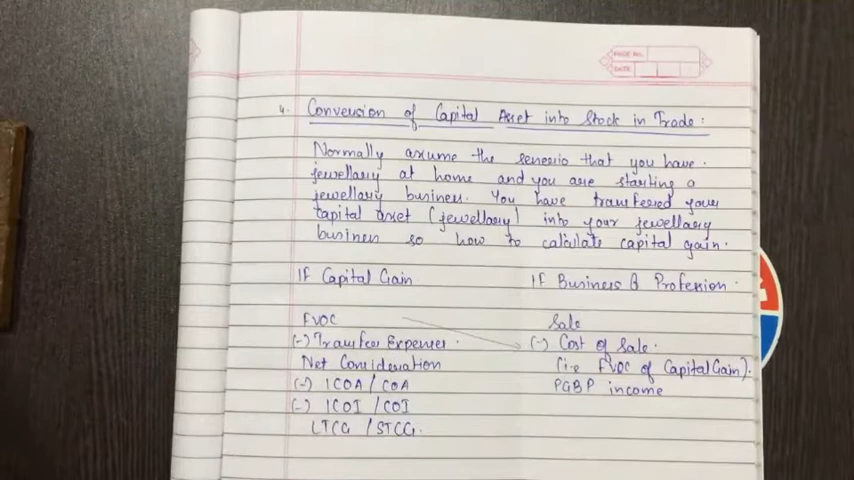 PAGE NO.
DATE
4. Conversion of Capital Asset into Stock in Trade :
Normally assume the senerio that you have.
jewellary at home and you are starting a
jewellary business. You have transfered your
capital asset (jewellary) into your jewellary
business so how to calculate capital gain.
If Capital Gain
If Business & Profession.
FVOC
(-) Transfer Expenses.
Net Consideration
(-) ICOA / COA
(-) ICOI / COI
LTCG / STCG.
Sale
(-) Cost of Sale.
(i.e FVOC of Capital Gain).
PGBP income